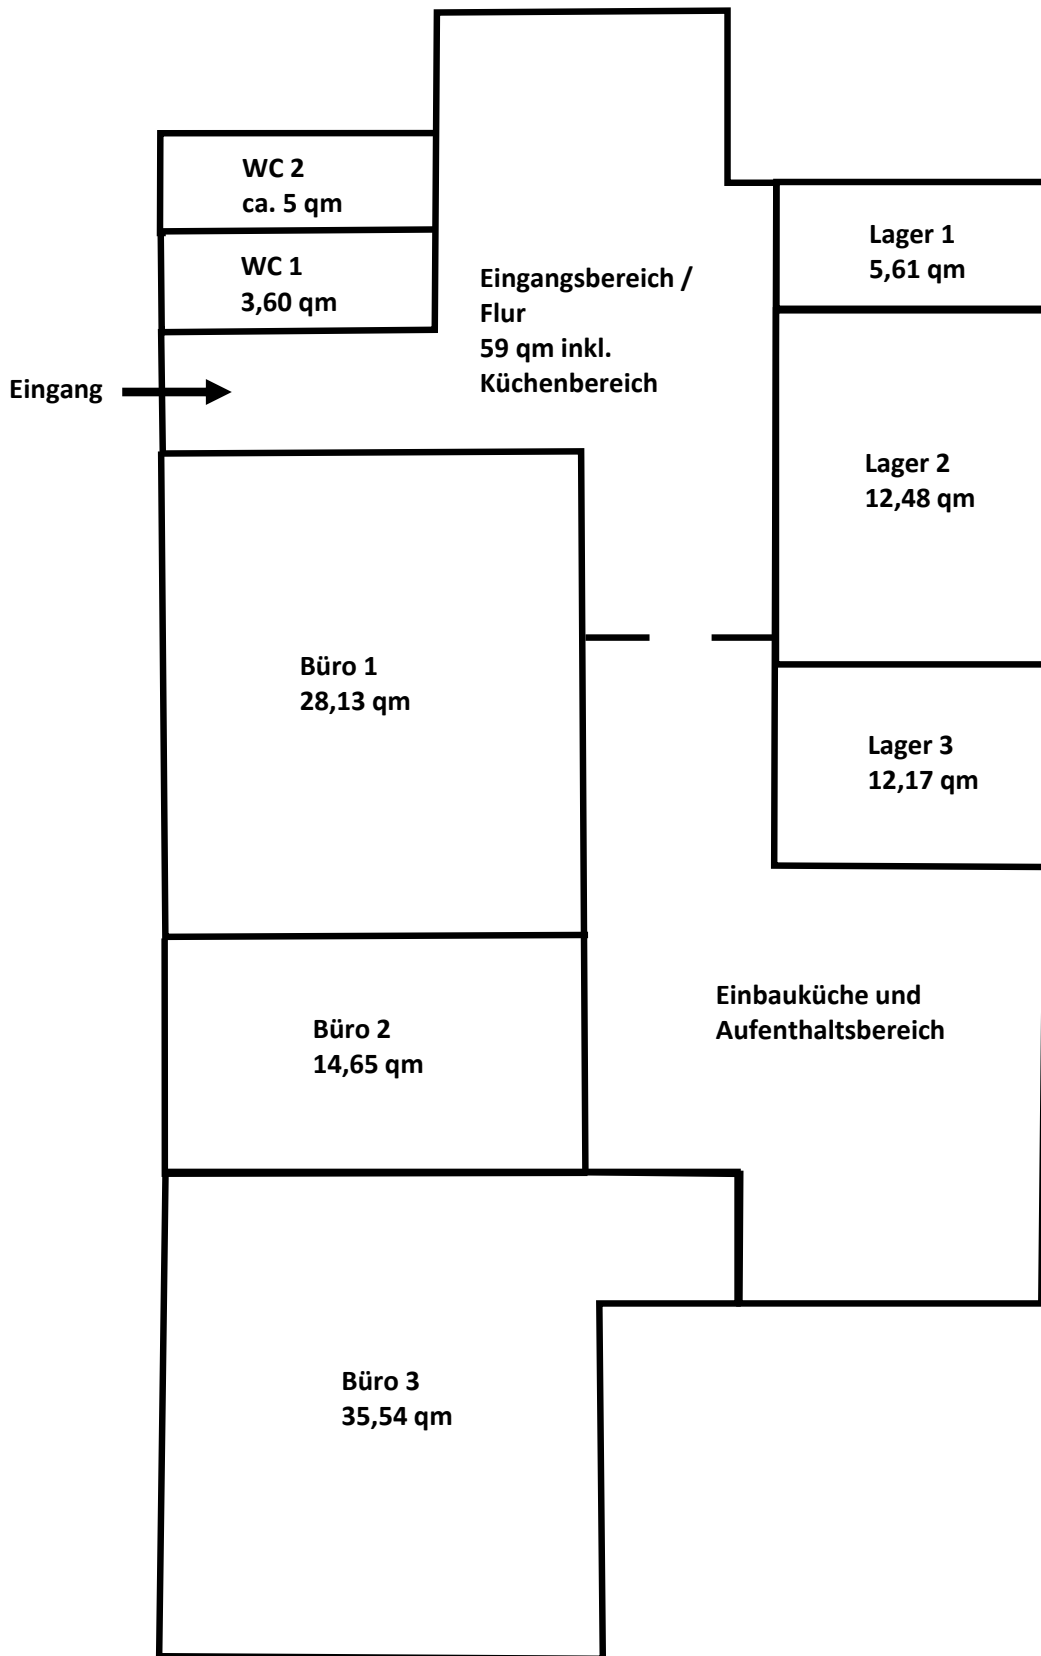 WC 2
ca. 5 qm
WC 1
3,60 qm
Eingangsbereich /
Flur
59 qm inkl.
Küchenbereich
Lager 1
5,61 qm
Eingang
Lager 2
12,48 qm
Büro 1
28,13 qm
Lager 3
12,17 qm
Büro 2
14,65 qm
Einbauküche und
Aufenthaltsbereich
Büro 3
35,54 qm